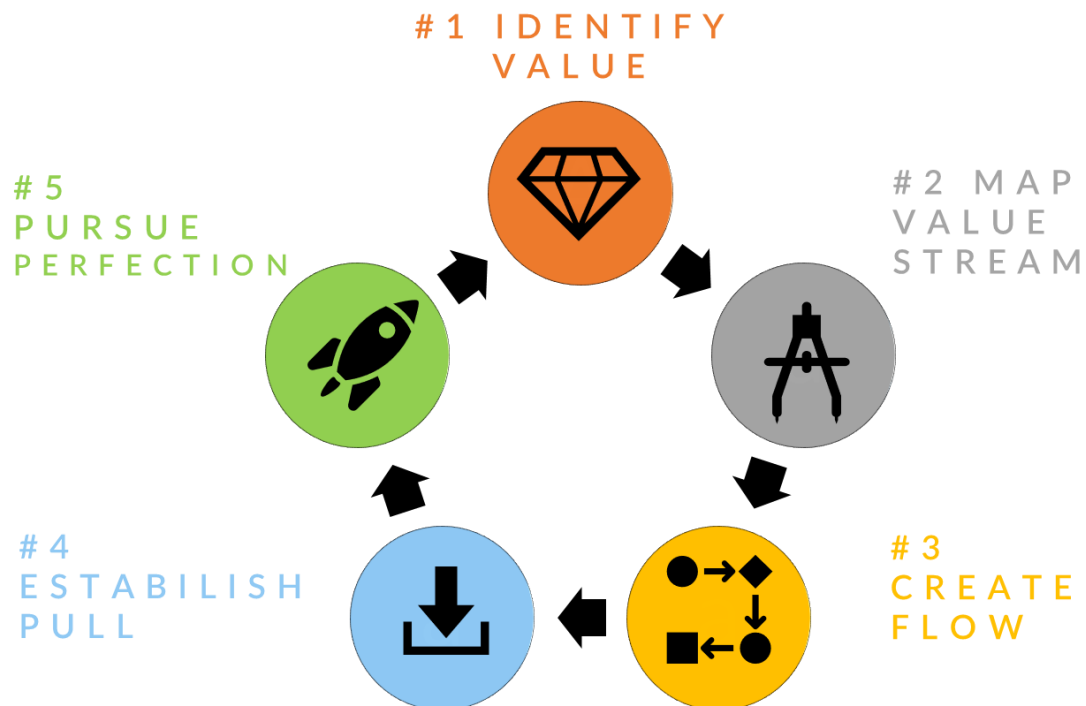 #1 IDENTIFY
VALUE
#2 MAP
VALUE
STREAM
#3
CREATE
FLOW
#4
ESTABILISH
PULL
#5
PURSUE
PERFECTION